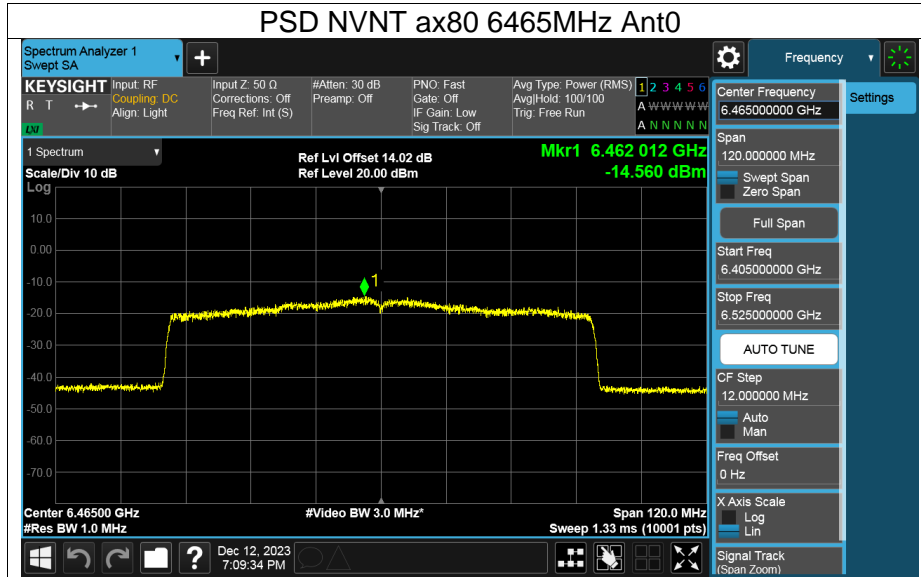 PSD NVNT ax80 6465MHz Ant0
Spectrum Analyzer 1
Swept SA
+
Frequency
KEYSIGHT
R T
LXI
Input: RF
Coupling: DC
Align: Light
Input Z: 50 Ω
Corrections: Off
Freq Ref: Int (S)
#Atten: 30 dB
Preamp: Off
PNO: Fast
Gate: Off
IF Gain: Low
Sig Track: Off
Avg Type: Power (RMS)
Avg|Hold: 100/100
Trig: Free Run
1 2 3 4 5 6
A W W W W W
A N N N N N
1 Spectrum
Scale/Div 10 dB
Log
Ref Lvl Offset 14.02 dB
Ref Level 20.00 dBm
Mkr1 6.462 012 GHz
-14.560 dBm
10.0
0.00
-10.0
-20.0
-30.0
-40.0
-50.0
-60.0
-70.0
1
Center 6.46500 GHz
#Res BW 1.0 MHz
#Video BW 3.0 MHz*
Span 120.0 MHz
Sweep 1.33 ms (10001 pts)
?
Dec 12, 2023
7:09:34 PM
Center Frequency
6.465000000 GHz
Settings
Span
120.000000 MHz
Swept Span
Zero Span
Full Span
Start Freq
6.405000000 GHz
Stop Freq
6.525000000 GHz
AUTO TUNE
CF Step
12.000000 MHz
Auto
Man
Freq Offset
0 Hz
X Axis Scale
Log
Lin
Signal Track
(Span Zoom)